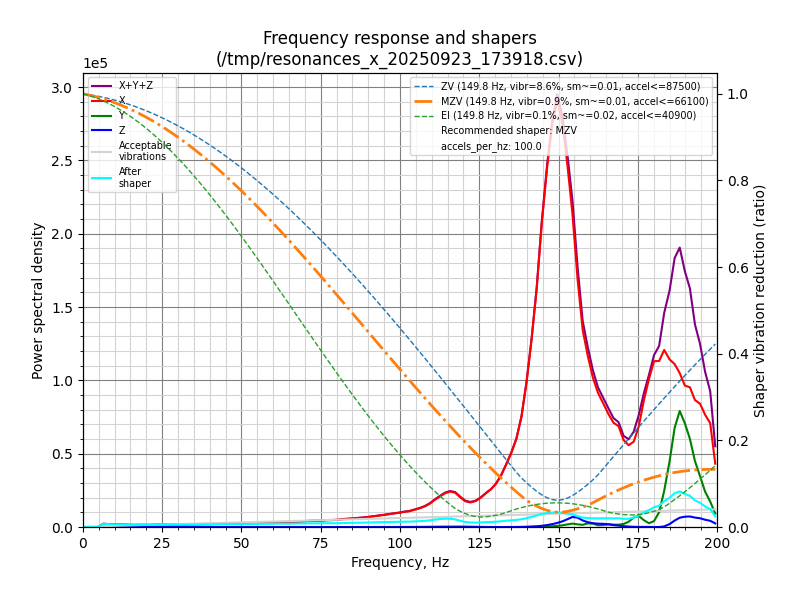 Frequency response and shapers
(/tmp/resonances_x_20250923_173918.csv)
1e5
X+Y+Z
X
Y
Z
Acceptable
vibrations
After
shaper
ZV (149.8 Hz, vibr=8.6%, sm~=0.01, accel<=87500)
MZV (149.8 Hz, vibr=0.9%, sm~=0.01, accel<=66100)
EI (149.8 Hz, vibr=0.1%, sm~=0.02, accel<=40900)
Recommended shaper: MZV
accels_per_hz: 100.0
3.0
2.5
2.0
1.5
1.0
0.5
0.0
Power spectral density
1.0
0.8
0.6
0.4
0.2
0.0
Shaper vibration reduction (ratio)
0 25 50 75 100 125 150 175 200
Frequency, Hz